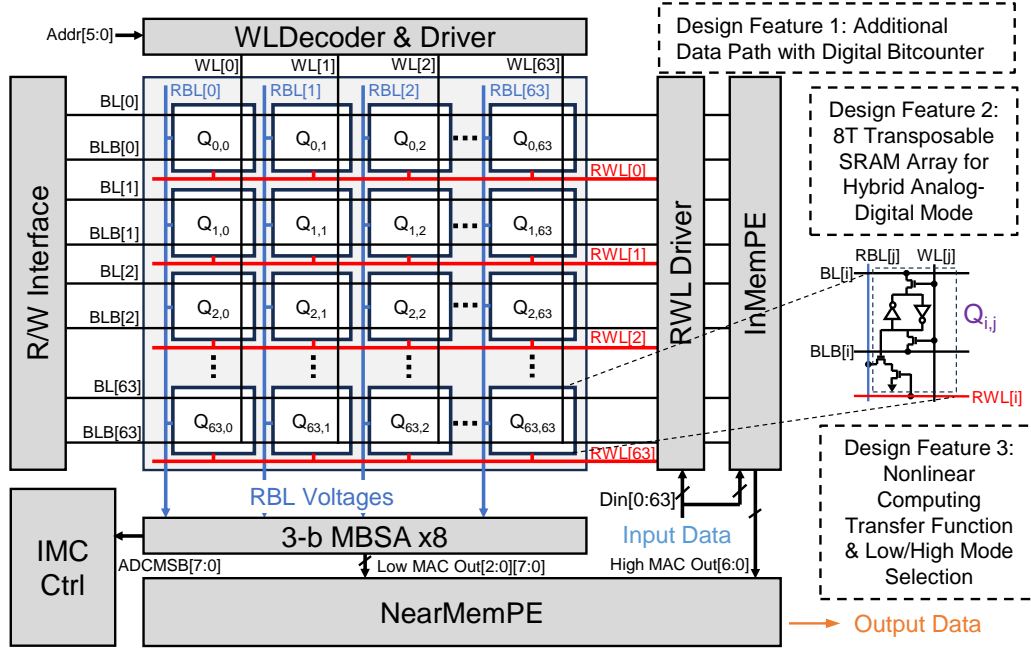 Addr[5:0]
WLDecoder & Driver
WL[0]
WL[1]
WL[2]
WL[63]
RBL[0]
RBL[1]
RBL[2]
RBL[63]
R/W Interface
BL[0]
BLB[0]
BL[1]
BLB[1]
BL[2]
BLB[2]
BL[63]
BLB[63]
Q0,0
Q0,1
Q0,2
Q0,63
RWL[0]
Q1,0
Q1,1
Q1,2
Q1,63
RWL[1]
Q2,0
Q2,1
Q2,2
Q2,63
RWL[2]
Q63,0
Q63,1
Q63,2
Q63,63
RWL[63]
RWL Driver
InMemPE
Design Feature 1: Additional
Data Path with Digital Bitcounter
Design Feature 2:
8T Transposable
SRAM Array for
Hybrid Analog-
Digital Mode
RBL[j]
WL[j]
BL[i]
Qi,j
BLB[i]
RWL[i]
Design Feature 3:
Nonlinear
Computing
Transfer Function
& Low/High Mode
Selection
RBL Voltages
Din[0:63]
Input Data
IMC
Ctrl
3-b MBSA x8
ADCMSB[7:0]
Low MAC Out[2:0][7:0]
High MAC Out[6:0]
NearMemPE
Output Data